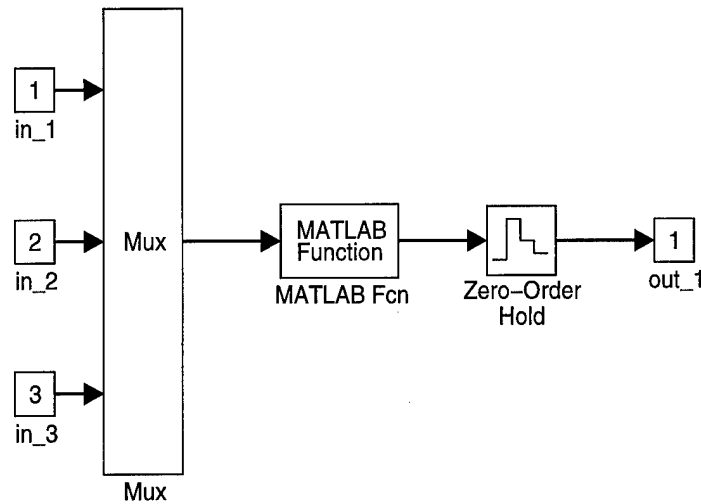 1
in_1
2
in_2
3
in_3
Mux
Mux
MATLAB
Function
MATLAB Fcn
Zero–Order
Hold
1
out_1